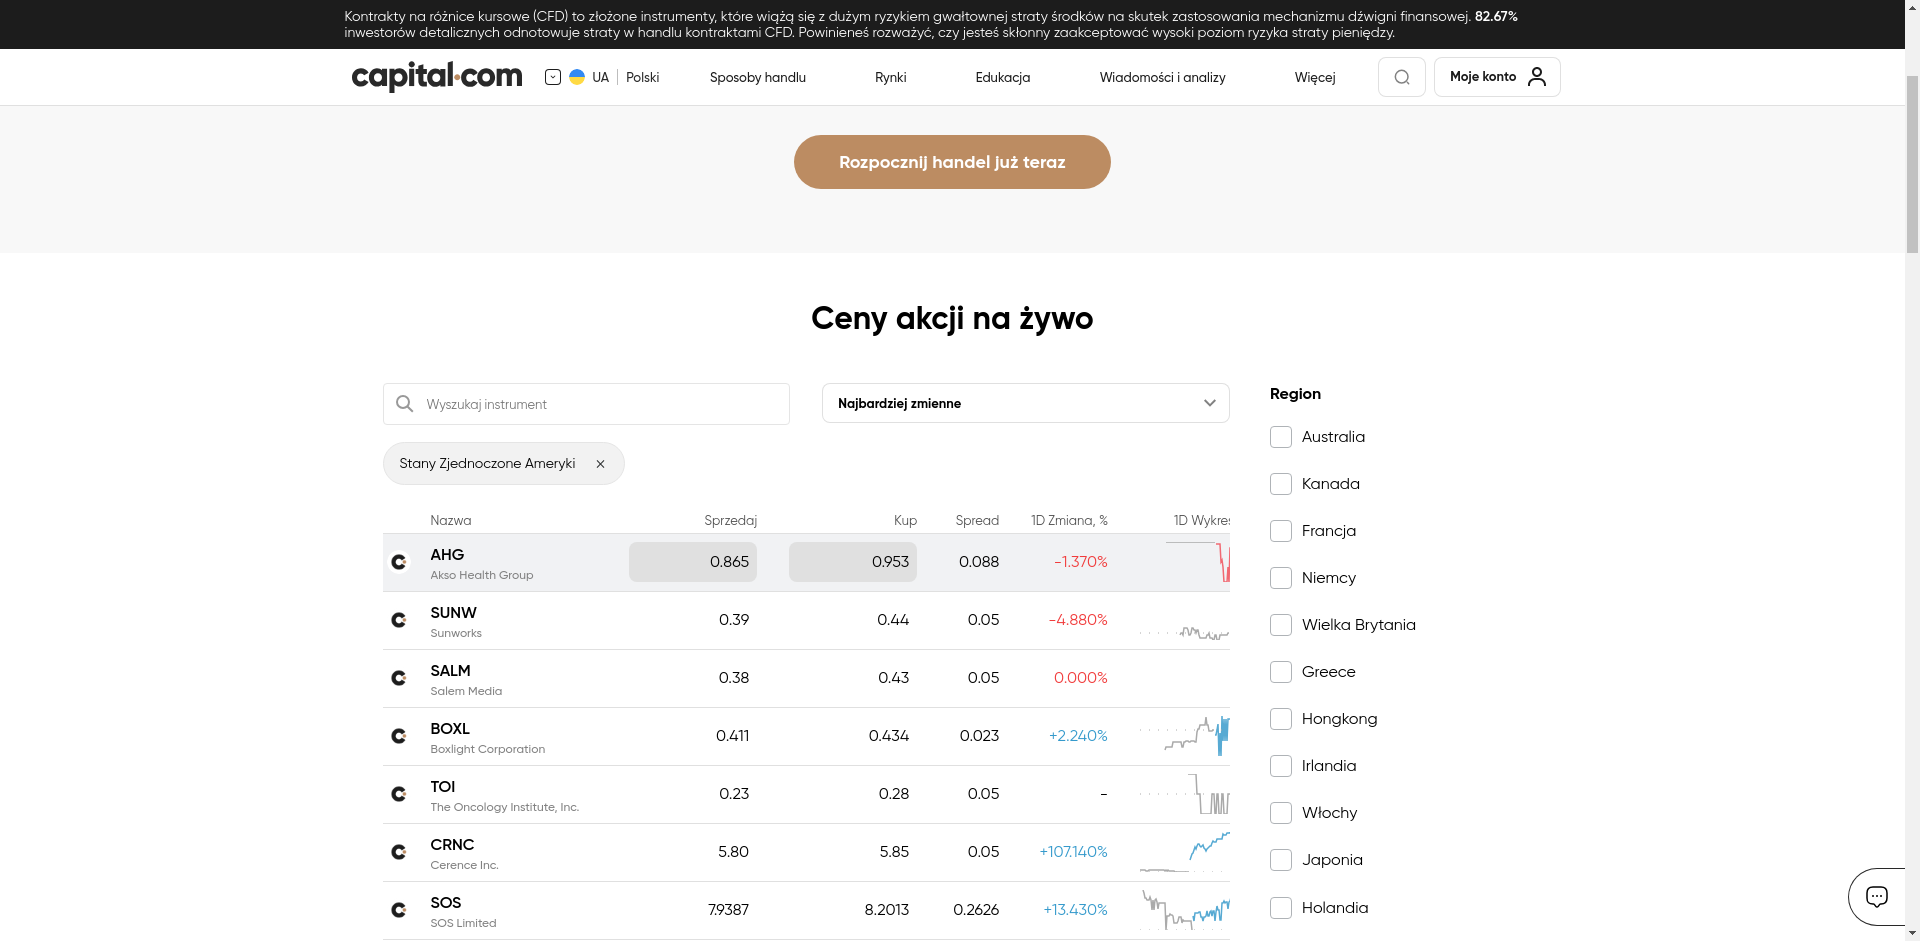 Kontrakty na różnice kursowe (CFD) to złożone instrumenty, które wiążą się z dużym ryzykiem gwałtownej straty środków na skutek zastosowania mechanizmu dźwigni finansowej. 82.67%
inwestorów detalicznych odnotowuje straty w handlu kontraktami CFD. Powinieneś rozważyć, czy jesteś skłonny zaakceptować wysoki poziom ryzyka straty pieniędzy.
capital.com UA Polski Sposoby handlu Rynki Edukacja Wiadomości i analizy Więcej Moje konto
Rozpocznij handel już teraz
Ceny akcji na żywo
Wyszukaj instrument
Najbardziej zmienne
Stany Zjednoczone Ameryki
Nazwa Sprzedaj Kup Spread 1D Zmiana, % 1D Wykres
AHG 0.865 0.953 0.088 -1.370%
Akso Health Group
SUNW 0.39 0.44 0.05 -4.880%
Sunworks
SALM 0.38 0.43 0.05 0.000%
Salem Media
BOXL 0.411 0.434 0.023 +2.240%
Boxlight Corporation
TOI 0.23 0.28 0.05 -
The Oncology Institute, Inc.
CRNC 5.80 5.85 0.05 +107.140%
Cerence Inc.
SOS 7.9387 8.2013 0.2626 +13.430%
SOS Limited
Region
Australia
Kanada
Francja
Niemcy
Wielka Brytania
Greece
Hongkong
Irlandia
Włochy
Japonia
Holandia